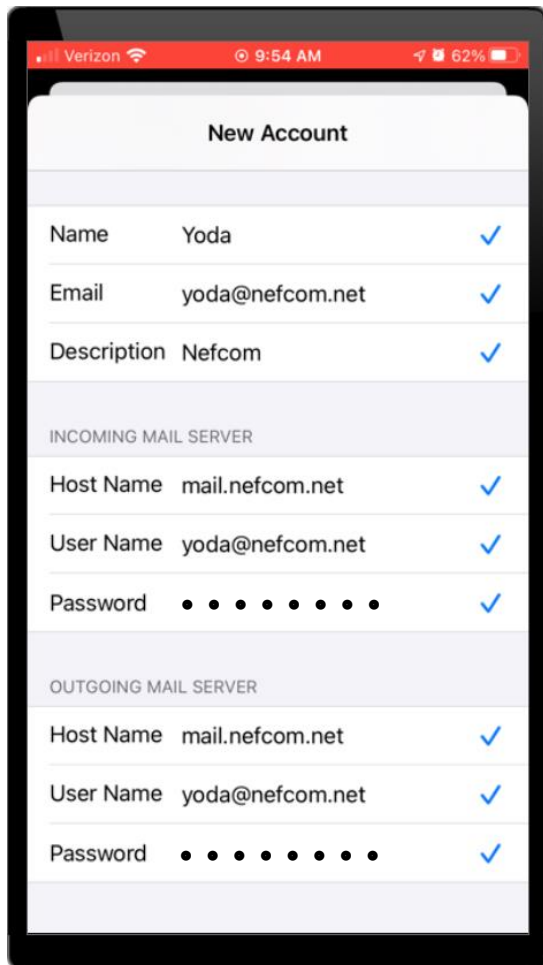 Verizon 9:54 AM 62%
New Account
Name Yoda
Email yoda@nefcom.net
Description Nefcom
INCOMING MAIL SERVER
Host Name mail.nefcom.net
User Name yoda@nefcom.net
Password ● ● ● ● ● ● ● ●
OUTGOING MAIL SERVER
Host Name mail.nefcom.net
User Name yoda@nefcom.net
Password ● ● ● ● ● ● ● ●